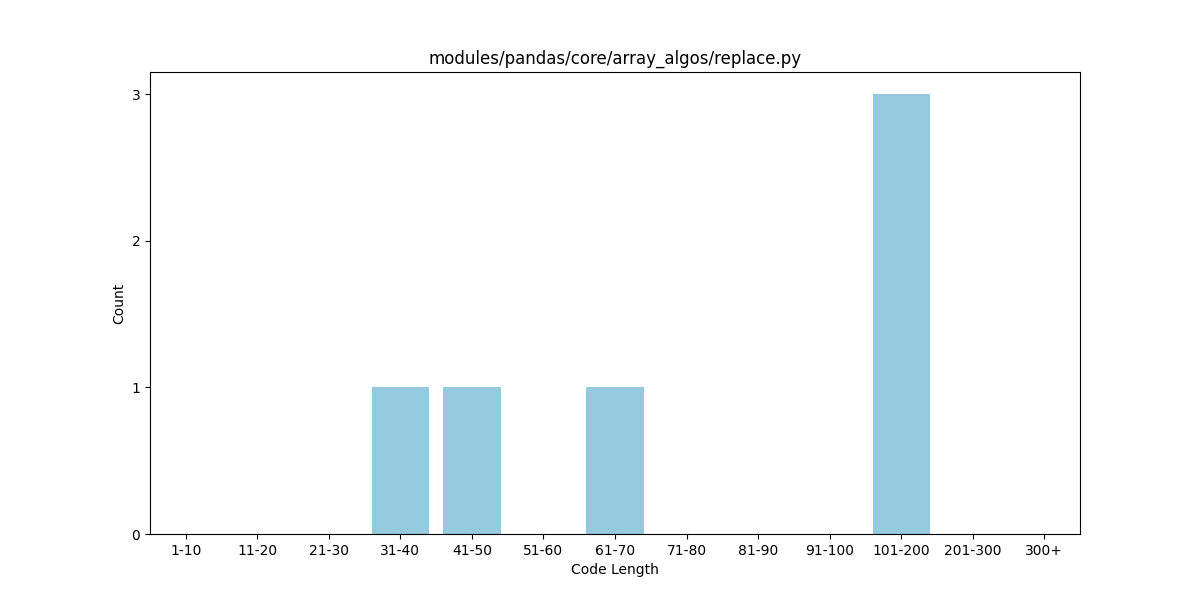 modules/pandas/core/array_algos/replace.py
3
2
1
0
Count
1-10 11-20 21-30 31-40 41-50 51-60 61-70 71-80 81-90 91-100 101-200 201-300 300+
Code Length